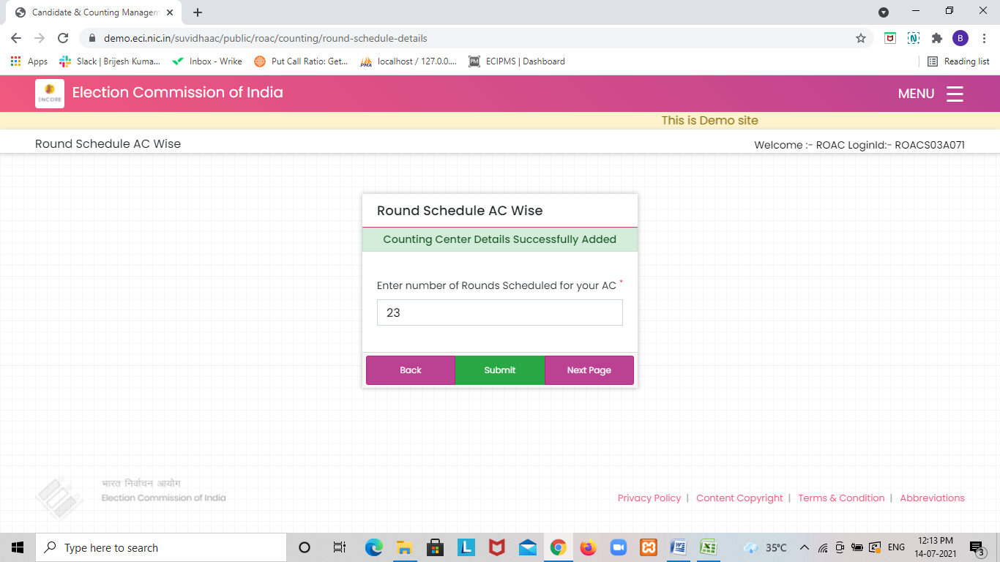 Candidate & Counting Managem
demo.eci.nic.in/suvidhaac/public/roac/counting/round-schedule-details
B
Apps
Slack | Brijesh Kuma...
Inbox - Wrike
Put Call Ratio: Get...
localhost / 127.0.0....
ECIPMS | Dashboard
Reading list
ENCORE
Election Commission of India
MENU
This is Demo site
Round Schedule AC Wise
Welcome :- ROAC LoginId:- ROACS03A071
Round Schedule AC Wise
Counting Center Details Successfully Added
Enter number of Rounds Scheduled for your AC *
23
Back
Submit
Next Page
भारत निर्वाचन आयोग
Election Commission of India
Privacy Policy | Content Copyright | Terms & Condition | Abbreviations
Type here to search
35°C
ENG
12:13 PM
14-07-2021
3